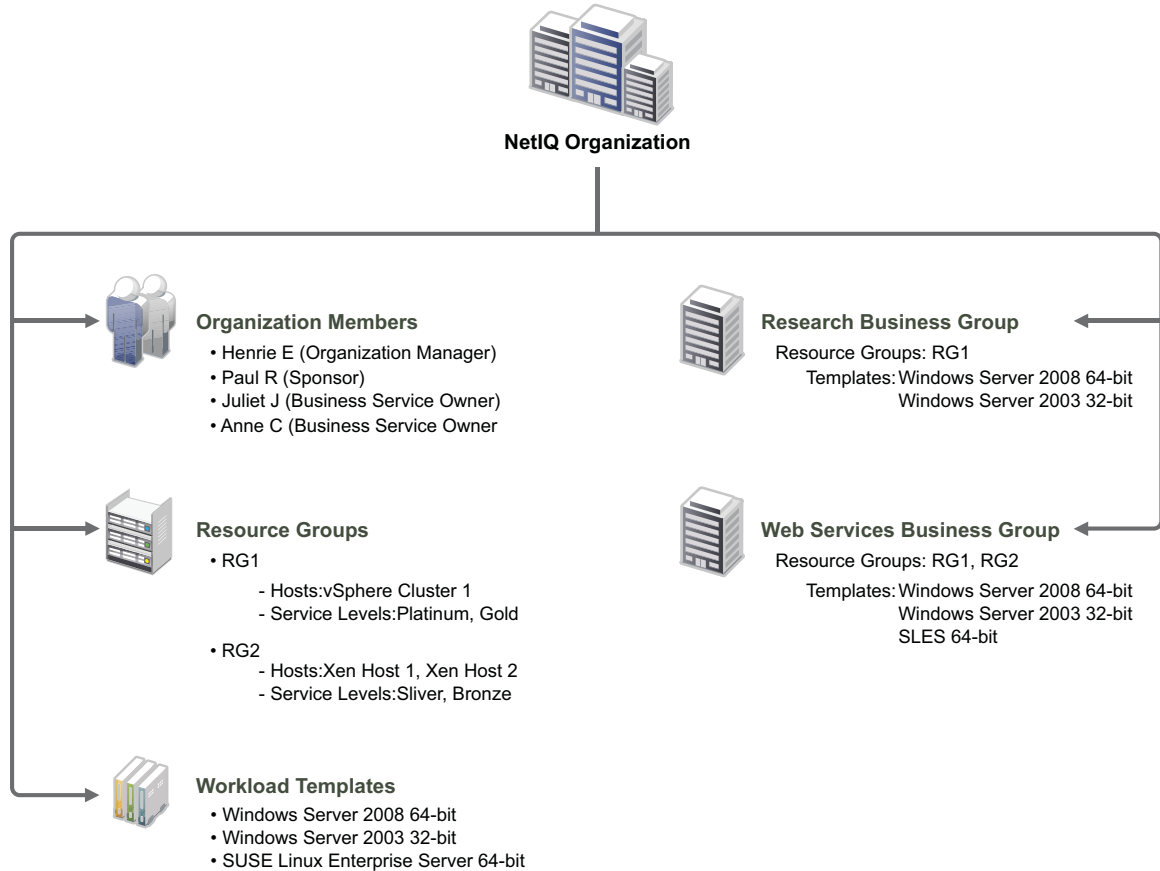 NetIQ Organization
Organization Members
• Henrie E (Organization Manager)
• Paul R (Sponsor)
• Juliet J (Business Service Owner)
• Anne C (Business Service Owner
Resource Groups
• RG1
- Hosts:vSphere Cluster 1
- Service Levels:Platinum, Gold
• RG2
- Hosts:Xen Host 1, Xen Host 2
- Service Levels:Sliver, Bronze
Workload Templates
• Windows Server 2008 64-bit
• Windows Server 2003 32-bit
• SUSE Linux Enterprise Server 64-bit
Research Business Group
Resource Groups: RG1
Templates: Windows Server 2008 64-bit
Windows Server 2003 32-bit
Web Services Business Group
Resource Groups: RG1, RG2
Templates: Windows Server 2008 64-bit
Windows Server 2003 32-bit
SLES 64-bit